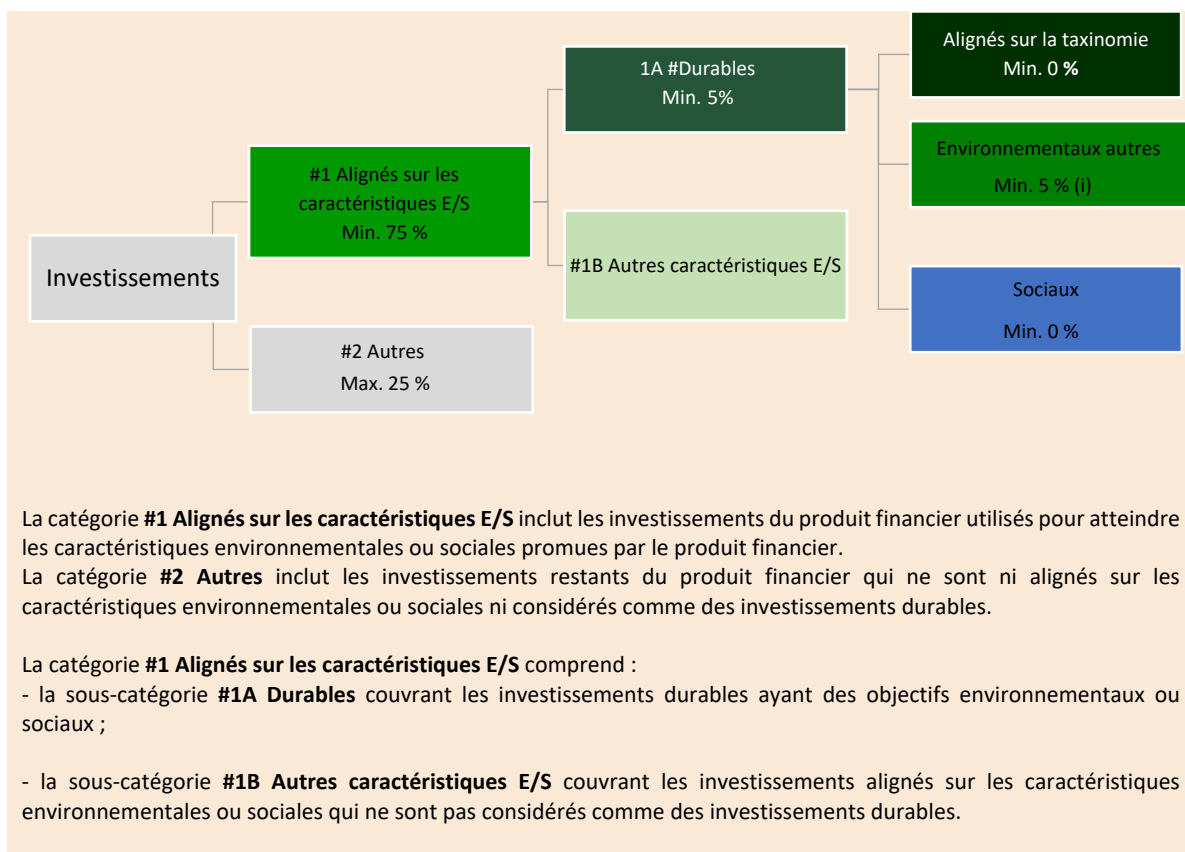 Alignés sur la taxinomie
Min. 0 %
1A #Durables
Min. 5%
Environnementaux autres
Min. 5 % (i)
#1 Alignés sur les
caractéristiques E/S
Min. 75 %
Investissements
#1B Autres caractéristiques E/S
Sociaux
Min. 0 %
#2 Autres
Max. 25 %
La catégorie #1 Alignés sur les caractéristiques E/S inclut les investissements du produit financier utilisés pour atteindre
les caractéristiques environnementales ou sociales promues par le produit financier.
La catégorie #2 Autres inclut les investissements restants du produit financier qui ne sont ni alignés sur les
caractéristiques environnementales ou sociales ni considérés comme des investissements durables.
La catégorie #1 Alignés sur les caractéristiques E/S comprend :
- la sous-catégorie #1A Durables couvrant les investissements durables ayant des objectifs environnementaux ou
sociaux ;
- la sous-catégorie #1B Autres caractéristiques E/S couvrant les investissements alignés sur les caractéristiques
environnementales ou sociales qui ne sont pas considérés comme des investissements durables.